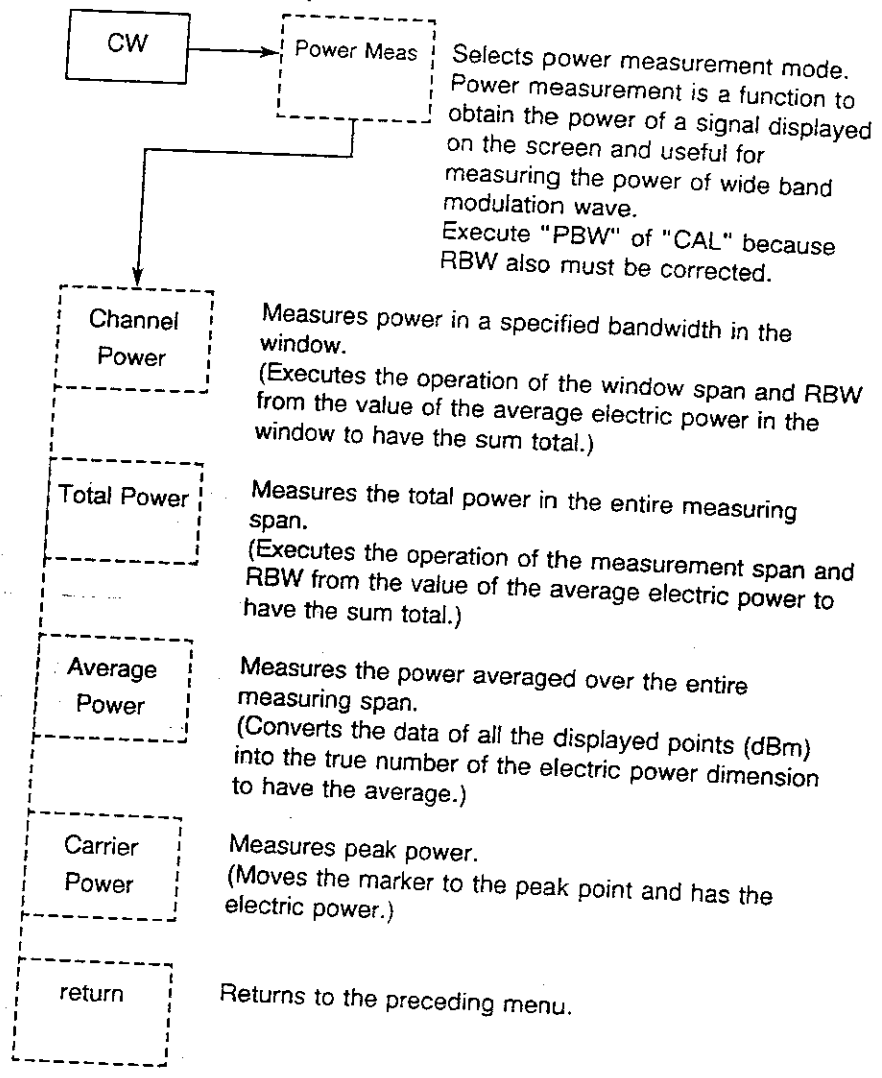 CW
Power Meas
Selects power measurement mode.
Power measurement is a function to
obtain the power of a signal displayed
on the screen and useful for
measuring the power of wide band
modulation wave.
Execute "PBW" of "CAL" because
RBW also must be corrected.
Channel
Power
Measures power in a specified bandwidth in the
window.
(Executes the operation of the window span and RBW
from the value of the average electric power in the
window to have the sum total.)
Total Power
Measures the total power in the entire measuring
span.
(Executes the operation of the measurement span and
RBW from the value of the average electric power to
have the sum total.)
Average
Power
Measures the power averaged over the entire
measuring span.
(Converts the data of all the displayed points (dBm)
into the true number of the electric power dimension
to have the average.)
Carrier
Power
Measures peak power.
(Moves the marker to the peak point and has the
electric power.)
return
Returns to the preceding menu.